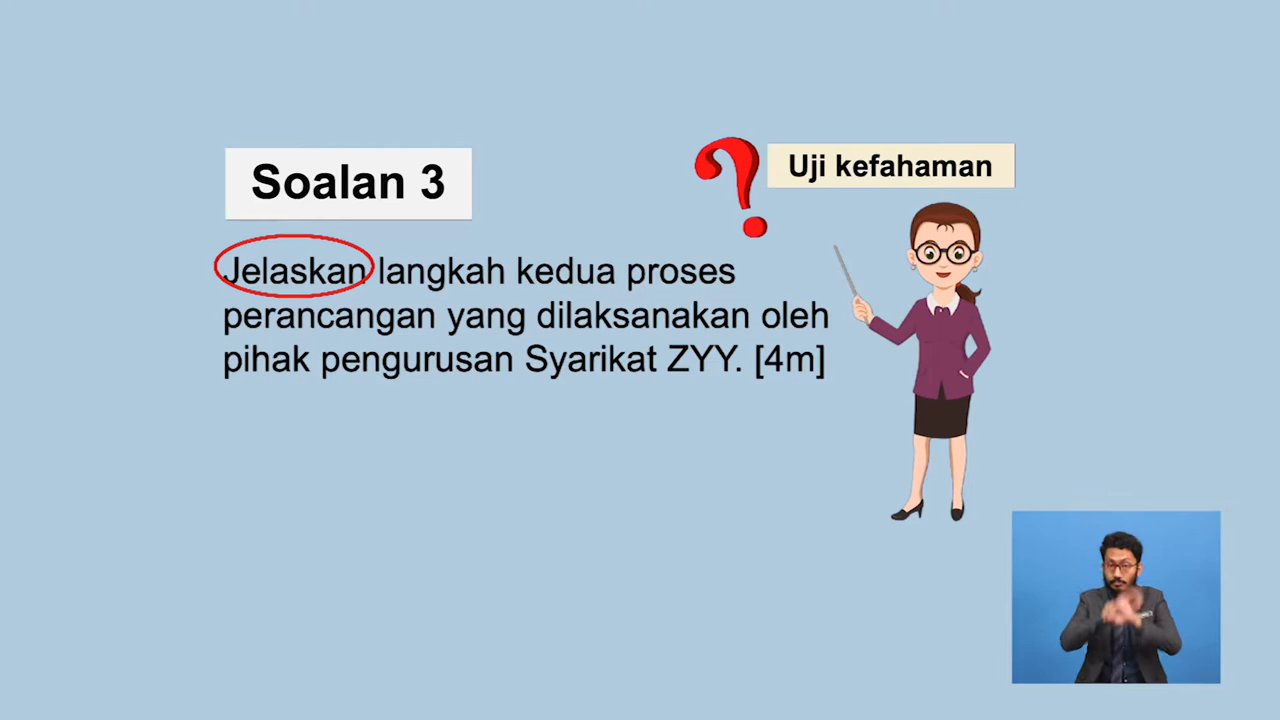 Soalan 3
Uji kefahaman
Jelaskan langkah kedua proses
perancangan yang dilaksanakan oleh
pihak pengurusan Syarikat ZYY. [4m]